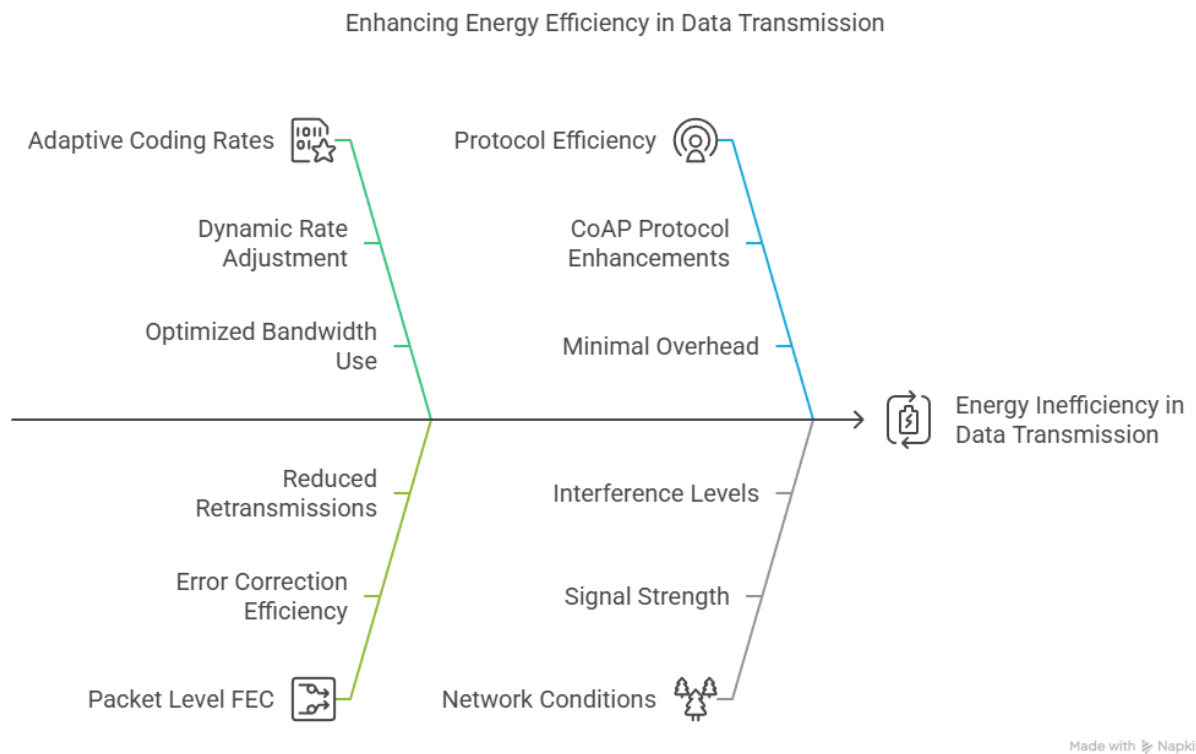 Enhancing Energy Efficiency in Data Transmission
Adaptive Coding Rates
Dynamic Rate
Adjustment
Optimized Bandwidth
Use
Protocol Efficiency
CoAP Protocol
Enhancements
Minimal Overhead
Energy Inefficiency in
Data Transmission
Reduced
Retransmissions
Error Correction
Efficiency
Packet Level FEC
Interference Levels
Signal Strength
Network Conditions
Made with Napki